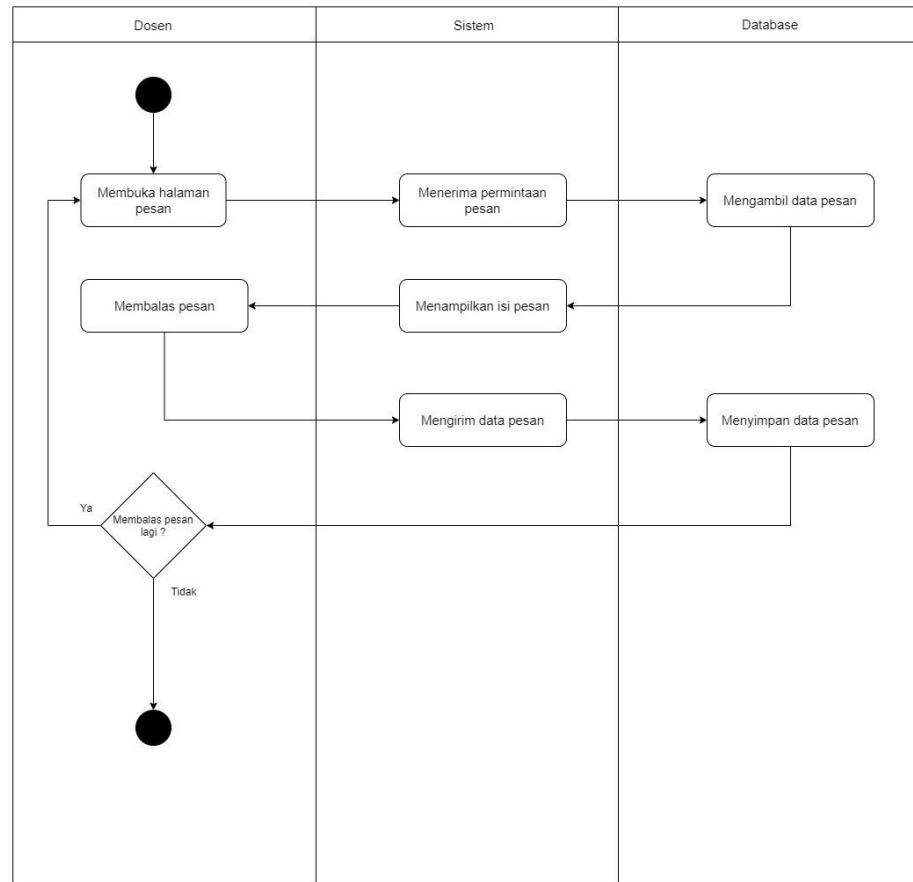 Dosen
Sistem
Database
Membuka halaman
pesan
Menerima permintaan
pesan
Mengambil data pesan
Membalas pesan
Menampilkan isi pesan
Mengirim data pesan
Menyimpan data pesan
Ya
Membalas pesan
lagi ?
Tidak